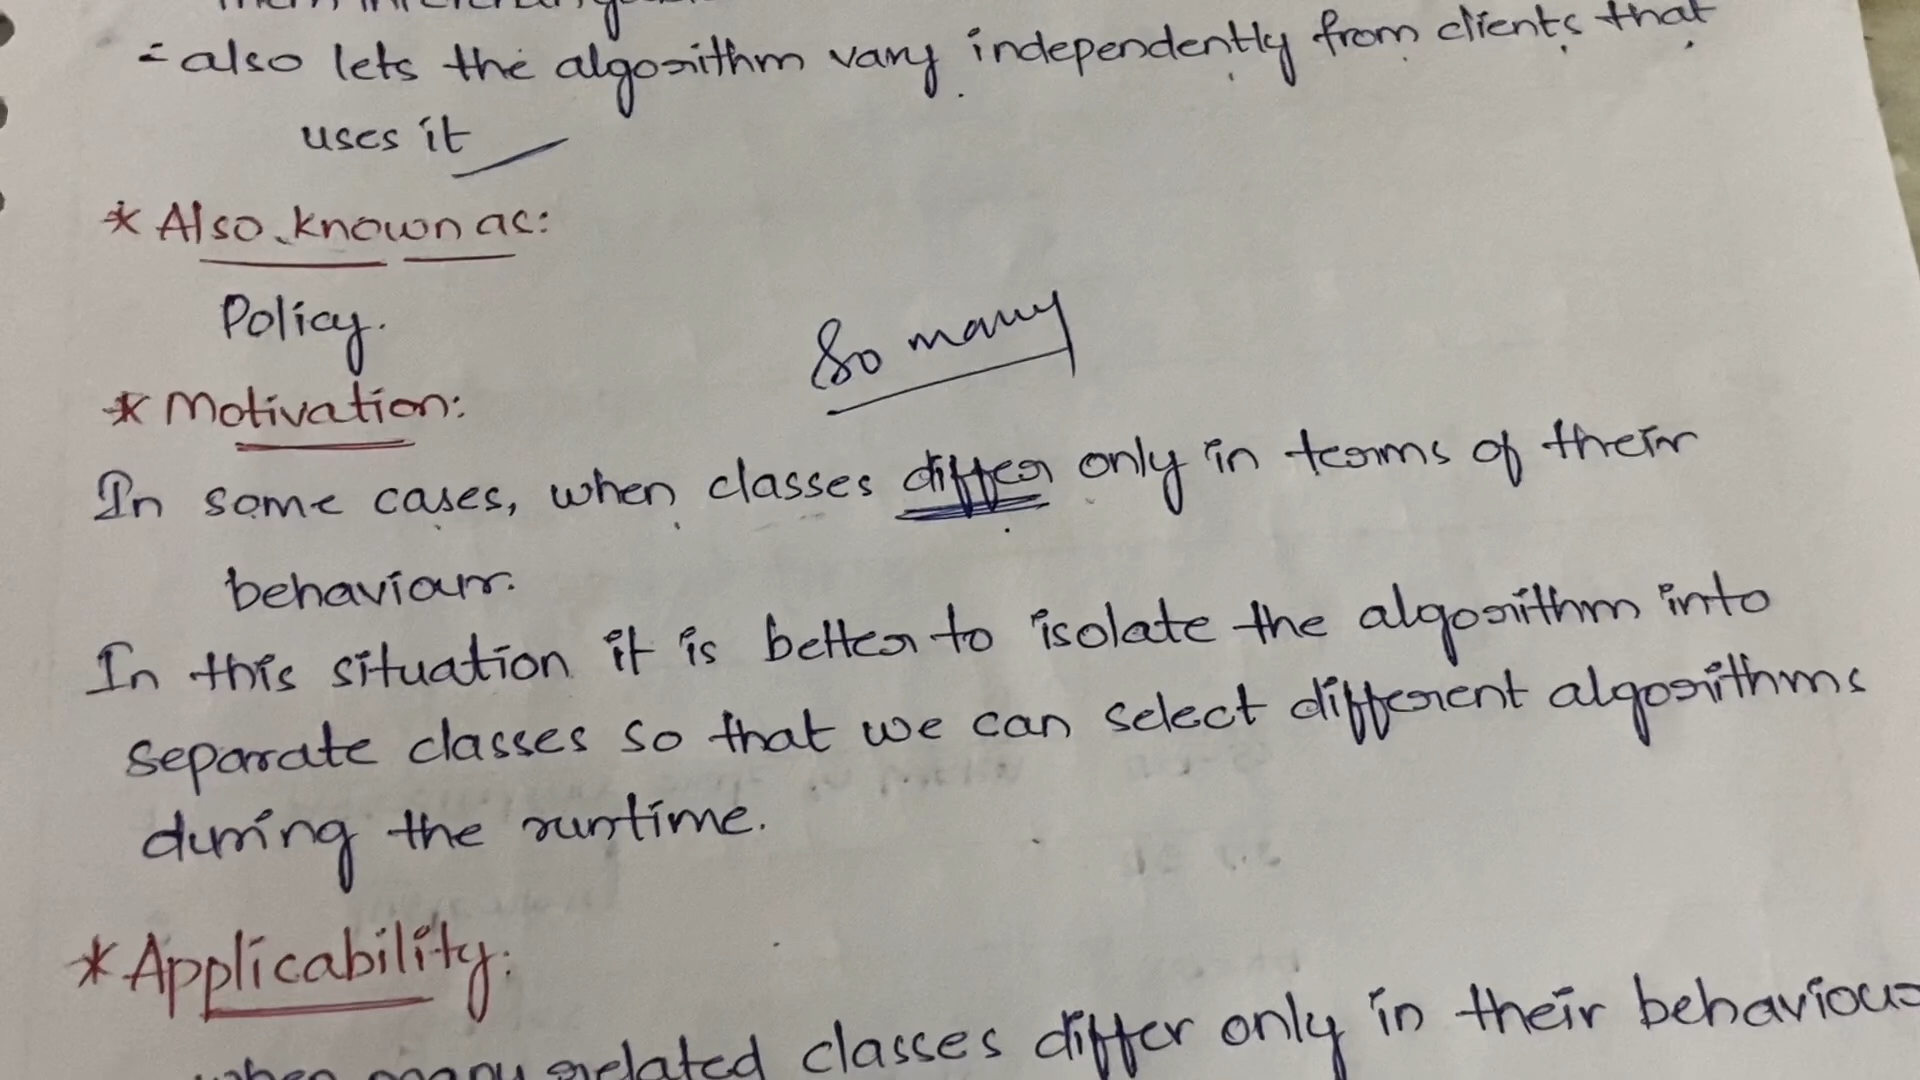 - also lets the algorithm vary independently from clients that
uses it
* Also known as:
Policy.
So many
* Motivation:
In some cases, when classes differ only in terms of their
behaviour.
In this situation it is better to isolate the algorithm into
separate classes so that we can select different algorithms
during the runtime.
* Applicability:
when many related classes differ only in their behaviour